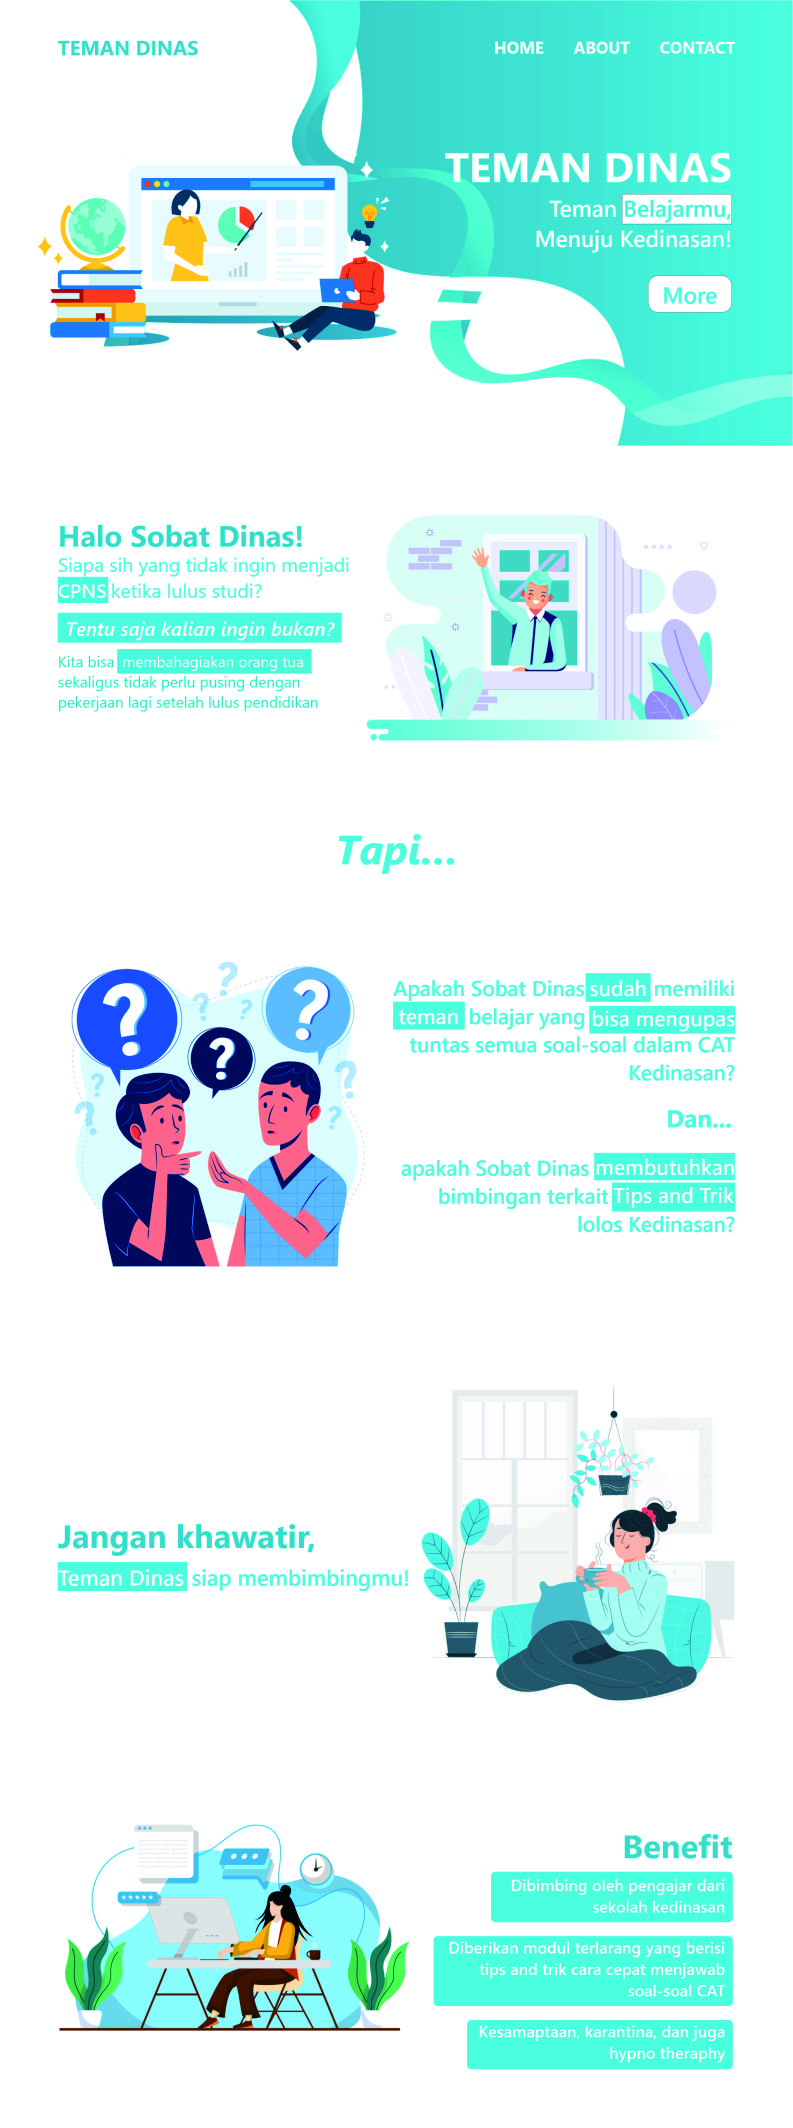 TEMAN DINAS
HOME ABOUT CONTACT
TEMAN DINAS
Teman Belajarmu,
Menuju Kedinasan!
More
Halo Sobat Dinas!
Siapa sih yang tidak ingin menjadi
CPNS ketika lulus studi?
Tentu saja kalian ingin bukan?
Kita bisa membahagiakan orang tua
sekaligus tidak perlu pusing dengan
pekerjaan lagi setelah lulus pendidikan
Tapi...
? ? ? ? ? ? ? ? ? ?
Apakah Sobat Dinas sudah memiliki
teman belajar yang bisa mengupas
tuntas semua soal-soal dalam CAT
Kedinasan?
Dan...
apakah Sobat Dinas membutuhkan
bimbingan terkait Tips and Trik
lolos Kedinasan?
Jangan khawatir,
Teman Dinas siap membimbingmu!
Benefit
Dibimbing oleh pengajar dari
sekolah kedinasan
Diberikan modul terlarang yang berisi
tips and trik cara cepat menjawab
soal-soal CAT
Kesamaptaan, karantina, dan juga
hypno theraphy